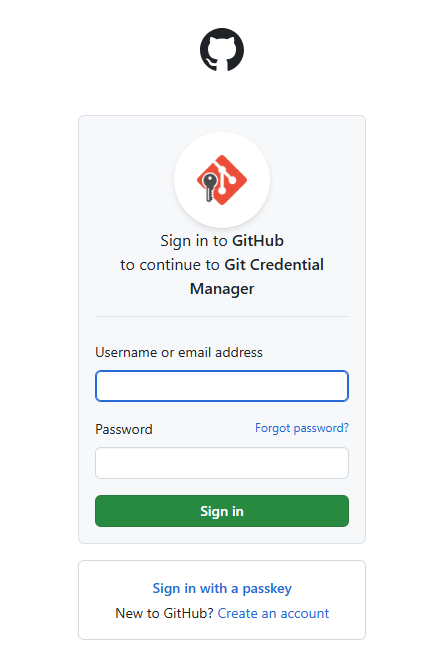 Sign in to GitHub
to continue to Git Credential
Manager
Username or email address
Password
Forgot password?
Sign in
Sign in with a passkey
New to GitHub? Create an account